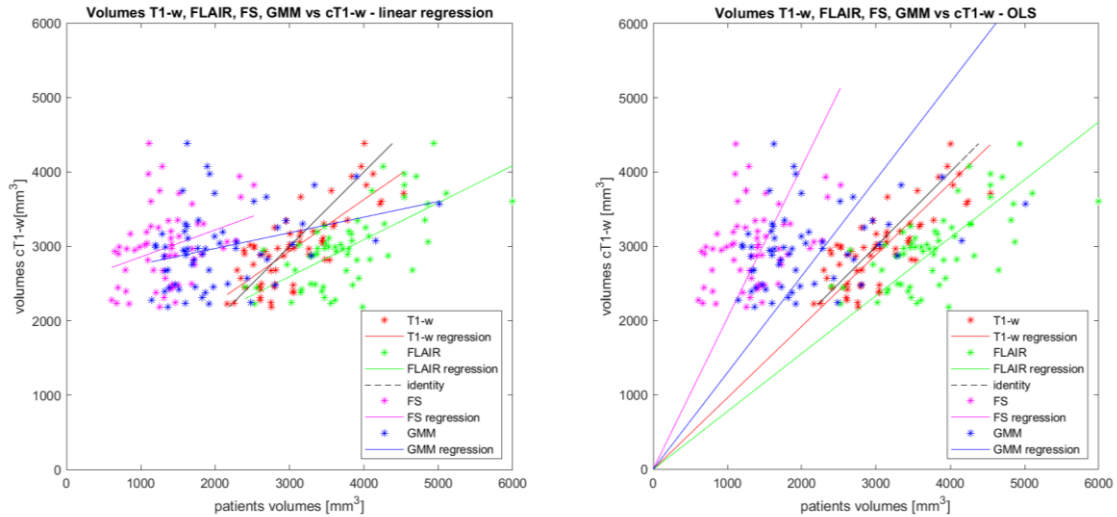 Volumes T1-w, FLAIR, FS, GMM vs cT1-w - linear regression
6000
5000
4000
3000
2000
1000
0
volumes cT1-w[mm³]
0 1000 2000 3000 4000 5000 6000
patients volumes [mm³]
T1-w
T1-w regression
FLAIR
FLAIR regression
identity
FS
FS regression
GMM
GMM regression
Volumes T1-w, FLAIR, FS, GMM vs cT1-w - OLS
6000
5000
4000
3000
2000
1000
0
volumes cT1-w [mm³]
0 1000 2000 3000 4000 5000 6000
patients volumes [mm³]
T1-w
T1-w regression
FLAIR
FLAIR regression
identity
FS
FS regression
GMM
GMM regression